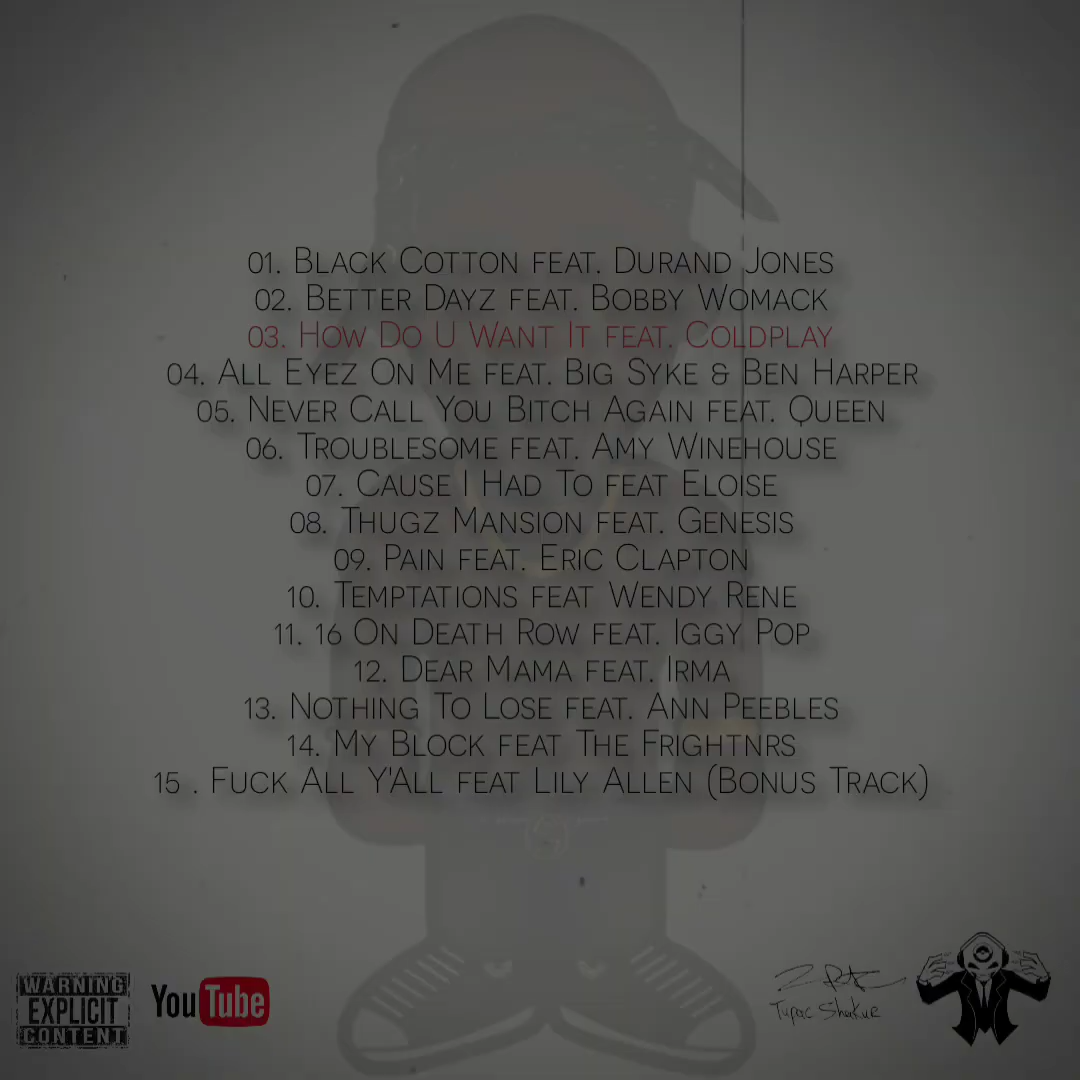 01. Black Cotton feat. Durand Jones
02. Better Dayz feat. Bobby Womack
03. How Do U Want It feat. Coldplay
04. All Eyez On Me feat. Big Syke & Ben Harper
05. Never Call You Bitch Again feat. Queen
06. Troublesome feat. Amy Winehouse
07. Cause I Had To feat Eloise
08. Thugz Mansion feat. Genesis
09. Pain feat. Eric Clapton
10. Temptations feat Wendy Rene
11. 16 On Death Row feat. Iggy Pop
12. Dear Mama feat. Irma
13. Nothing To Lose feat. Ann Peebles
14. My Block feat The Frightnrs
15 . Fuck All Y'All feat Lily Allen (Bonus Track)
WARNING
EXPLICIT
CONTENT
YouTube
Tupac Shakur